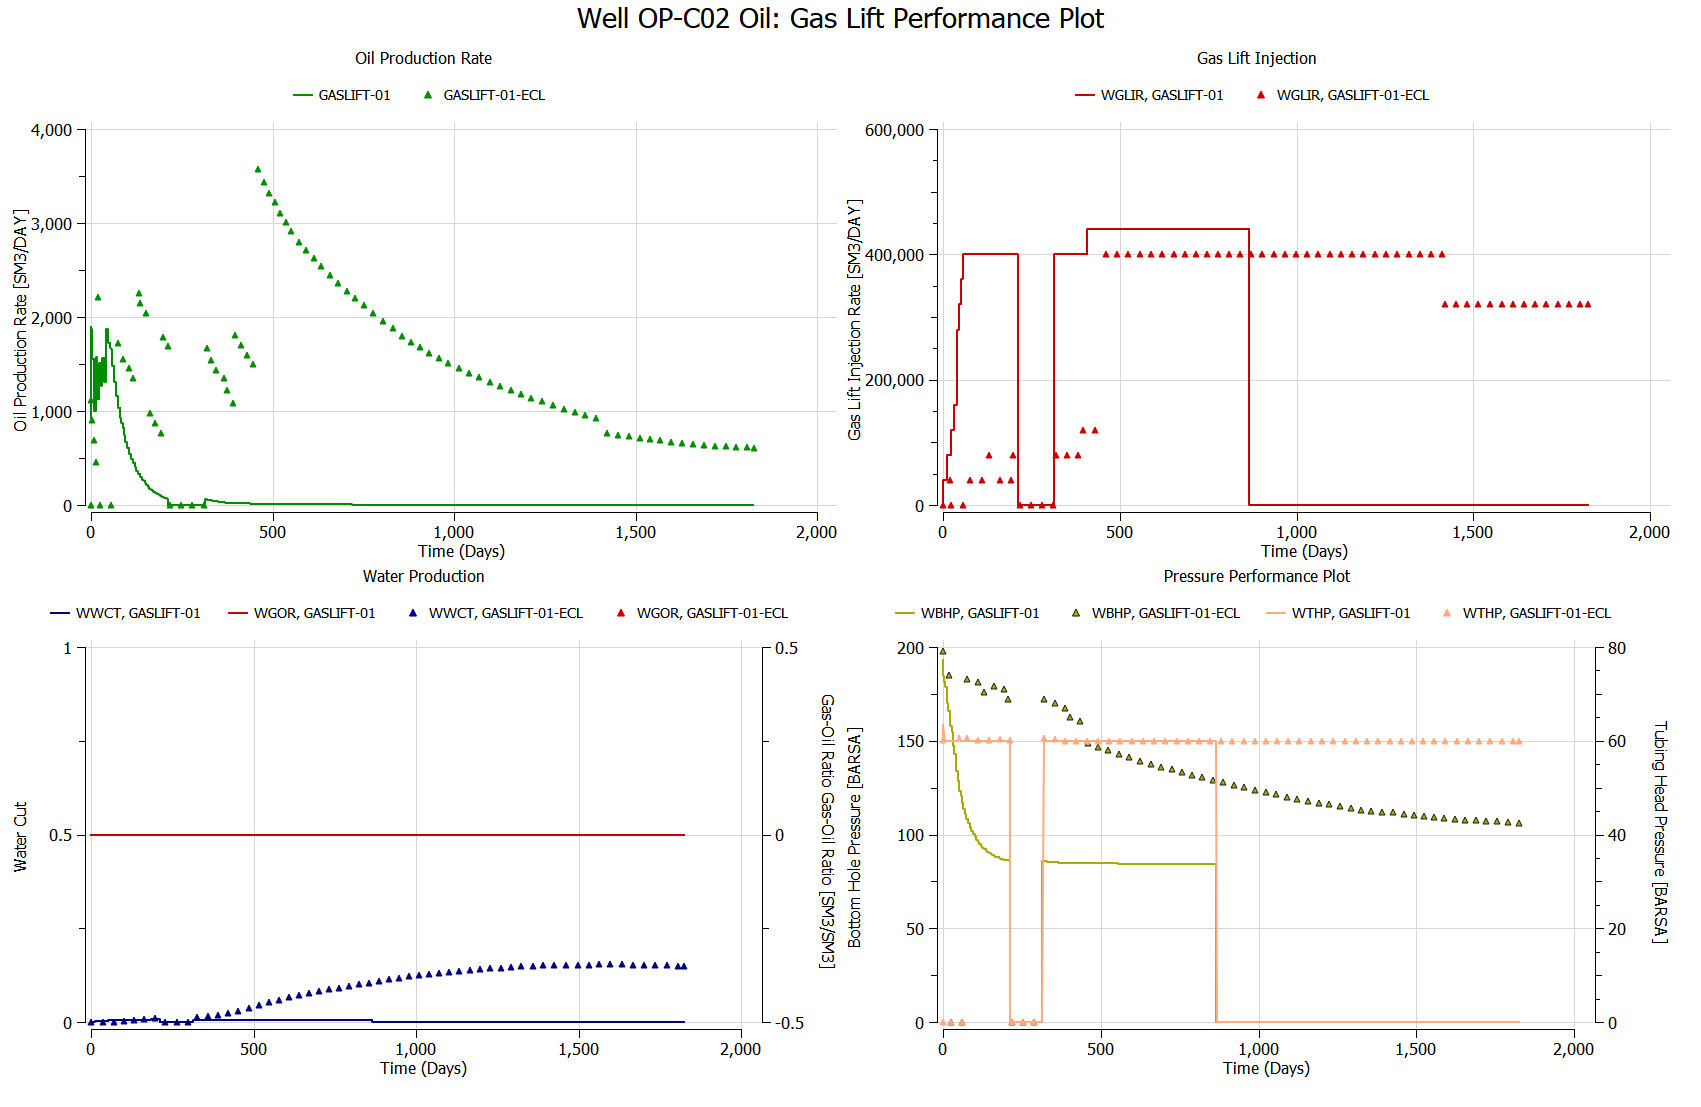 Well OP-C02 Oil: Gas Lift Performance Plot
Oil Production Rate
GASLIFT-01
GASLIFT-01-ECL
4,000
3,000
2,000
1,000
0
Oil Production Rate [SM3/DAY]
0
500
1,000
1,500
2,000
Time (Days)
Gas Lift Injection
WGLIR, GASLIFT-01
WGLIR, GASLIFT-01-ECL
600,000
400,000
200,000
0
Gas Lift Injection Rate [SM3/DAY]
0
500
1,000
1,500
2,000
Time (Days)
Water Production
WWCT, GASLIFT-01
WGOR, GASLIFT-01
WWCT, GASLIFT-01-ECL
WGOR, GASLIFT-01-ECL
1
0.5
0
Water Cut
0.5
0
-0.5
Gas-Oil Ratio Gas-Oil Ratio [SM3/SM3]
0
500
1,000
1,500
2,000
Time (Days)
Pressure Performance Plot
WBHP, GASLIFT-01
WBHP, GASLIFT-01-ECL
WTHP, GASLIFT-01
WTHP, GASLIFT-01-ECL
200
150
100
50
0
Bottom Hole Pressure [BARSA]
80
60
40
20
0
Tubing Head Pressure [BARSA]
0
500
1,000
1,500
2,000
Time (Days)